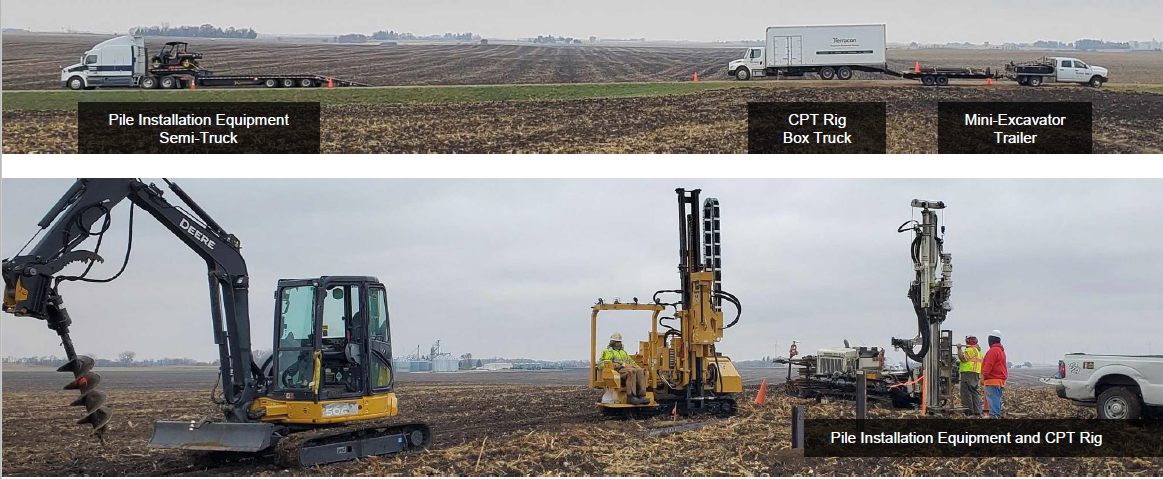 Terracon
Pile Installation Equipment
Semi-Truck
CPT Rig
Box Truck
Mini-Excavator
Trailer
DEERE
Pile Installation Equipment and CPT Rig